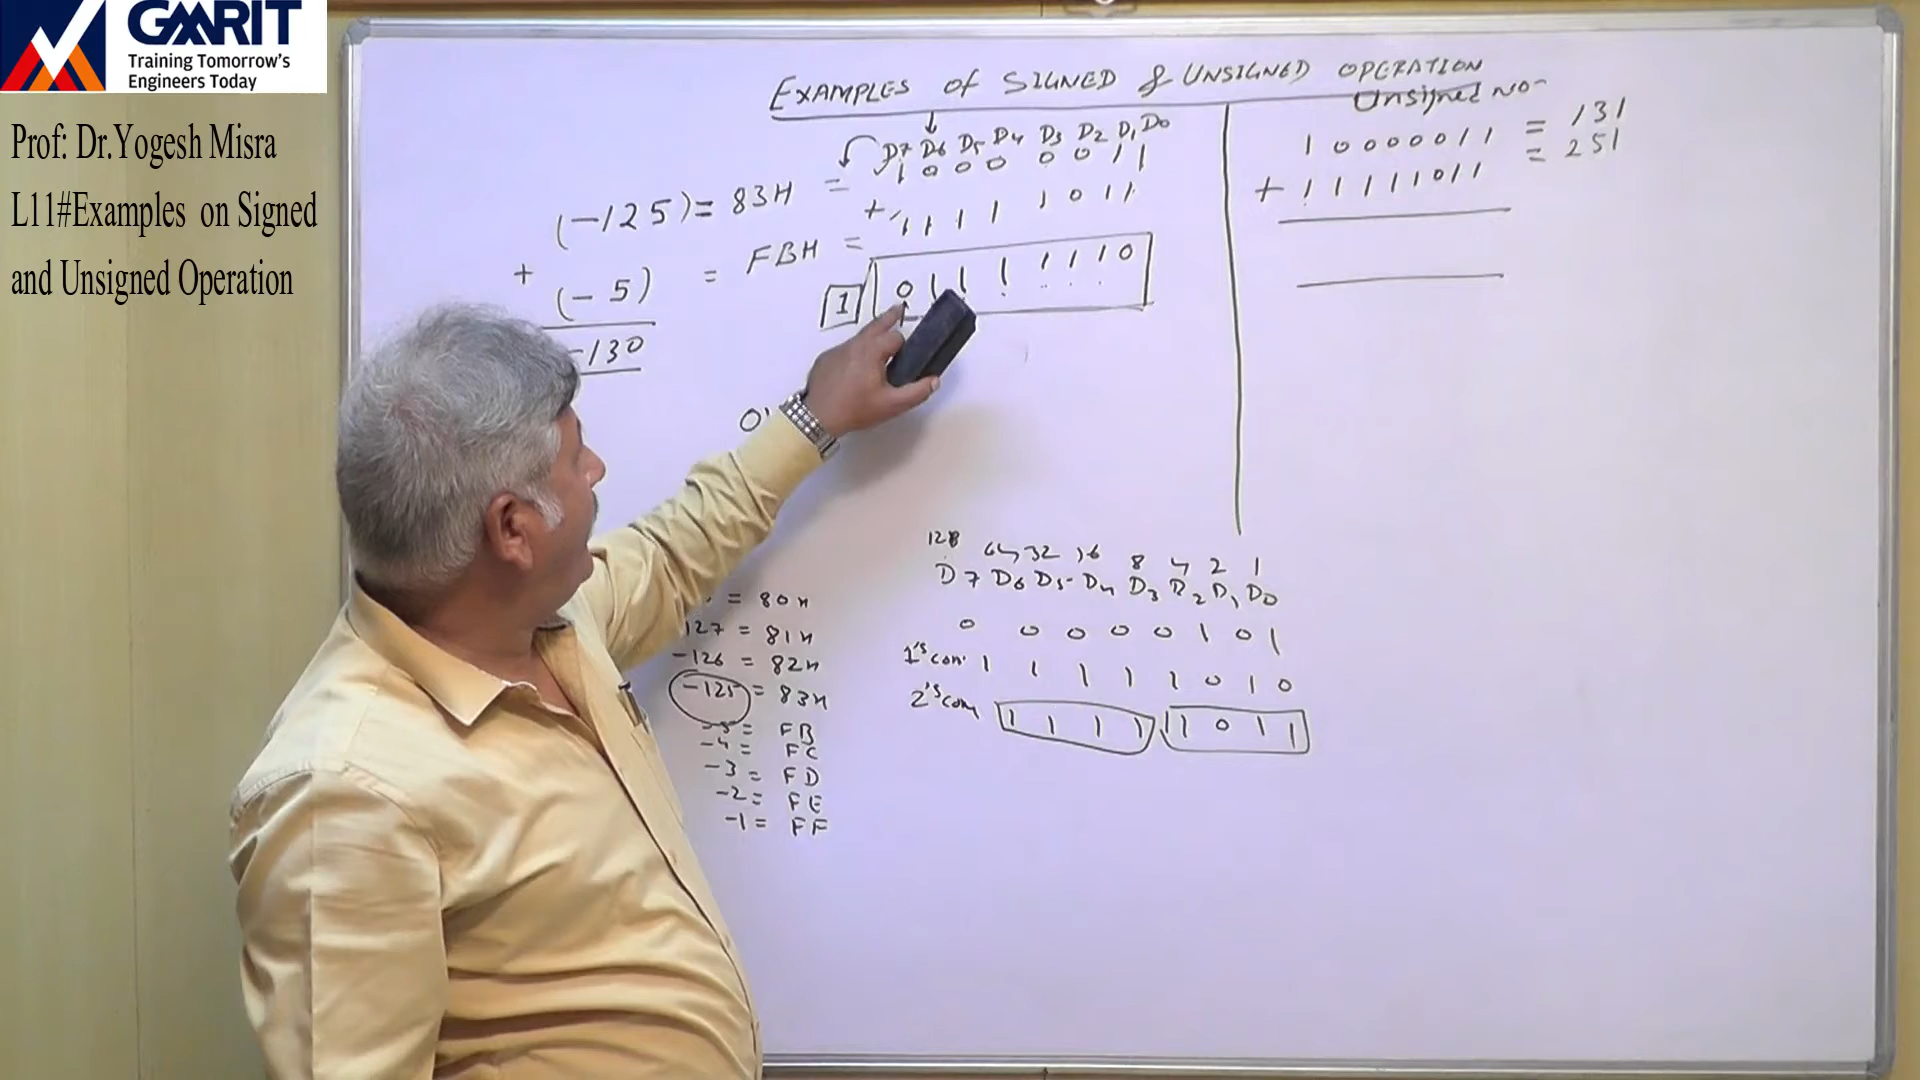 GMRIT
Training Tomorrow's
Engineers Today
Prof: Dr.Yogesh Misra
L11#Examples on Signed
and Unsigned Operation
EXAMPLES of SIGNED & UNSIGNED OPERATION
D7 D6 D5 D4 D3 D2 D1 D0
(-125) = 83H = 1 0 0 0 0 0 1 1
+ (-5) = FBH = + 1 1 1 1 1 0 1 1
-130
1 0 1 1 1 1 1 1 0
Unsigned no-
1 0 0 0 0 0 1 1 = 131
+ 1 1 1 1 1 0 1 1 = 251
= 80H
127 = 81H
-126 = 82H
-125 = 83H
-5 = FB
-4 = FC
-3 = FD
-2 = FE
-1 = FF
128 64 32 16 8 4 2 1
D7 D6 D5 D4 D3 D2 D1 D0
0 0 0 0 0 1 0 1
1's com. 1 1 1 1 1 0 1 0
2's com 1 1 1 1 1 0 1 1